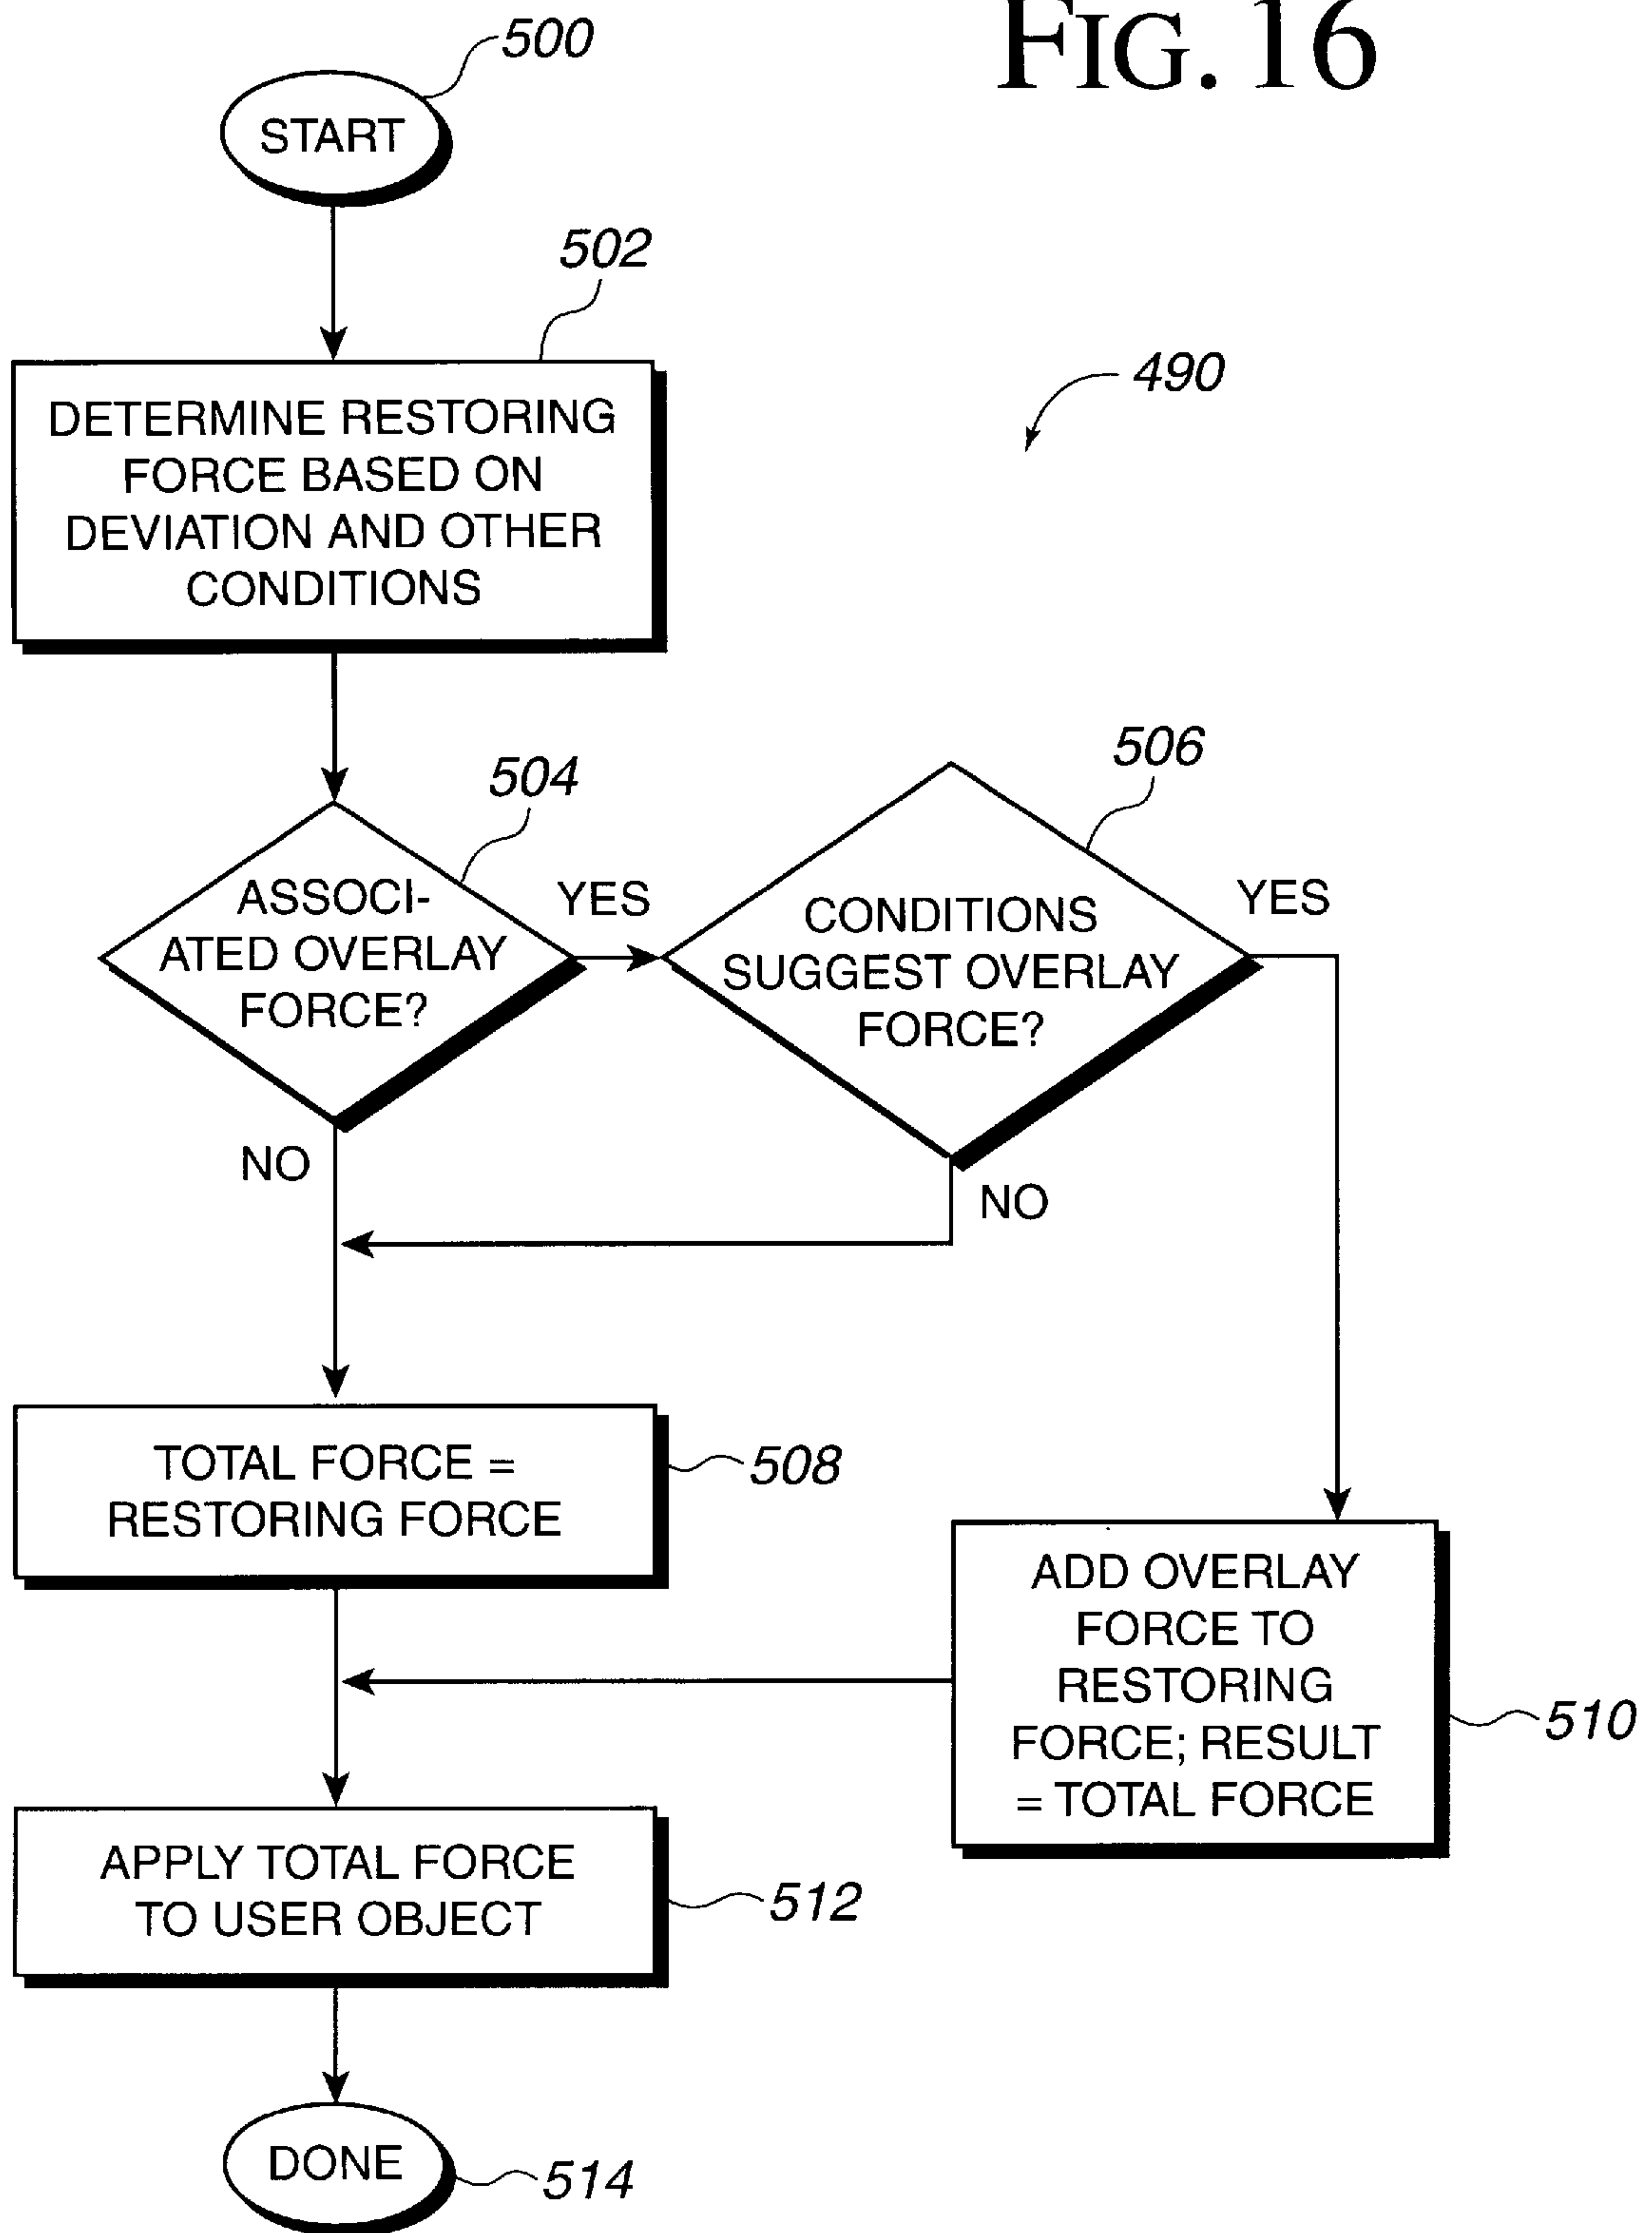 FIG. 16
500
START
502
490
DETERMINE RESTORING
FORCE BASED ON
DEVIATION AND OTHER
CONDITIONS
504
506
ASSOCI-
ATED OVERLAY
FORCE?
YES
CONDITIONS
SUGGEST OVERLAY
FORCE?
YES
NO
NO
TOTAL FORCE =
RESTORING FORCE
508
ADD OVERLAY
FORCE TO
RESTORING
FORCE; RESULT
= TOTAL FORCE
510
APPLY TOTAL FORCE
TO USER OBJECT
512
DONE
514